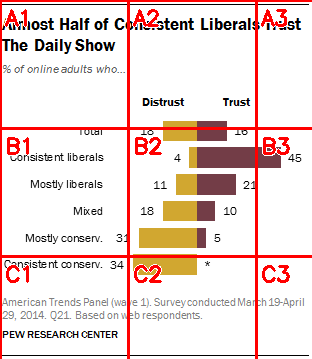 A1
A2
A3
Almost Half of Consistent Liberals Trust
The Daily Show
% of online adults who...
Distrust Trust
Total 18 16
B1
B2
B3
Consistent liberals 4 45
Mostly liberals 11 21
Mixed 18 10
Mostly conserv. 31 5
Consistent conserv. 34 *
C1
C2
C3
American Trends Panel (wave 1). Survey conducted March 19-April
29, 2014. Q21. Based on web respondents.
PEW RESEARCH CENTER